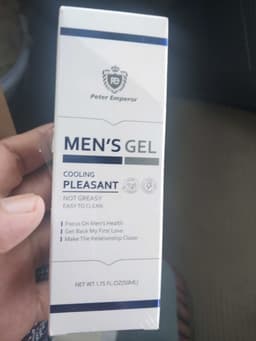 PE
Peter Emperor
MEN'S GEL
COOLING
PLEASANT
NOT GREASY
EASY TO CLEAN
Focus On Men's Health
Get Back My First Love
Make The Relationship Closer
NET WT 1.75 FL.OZ(50ML)